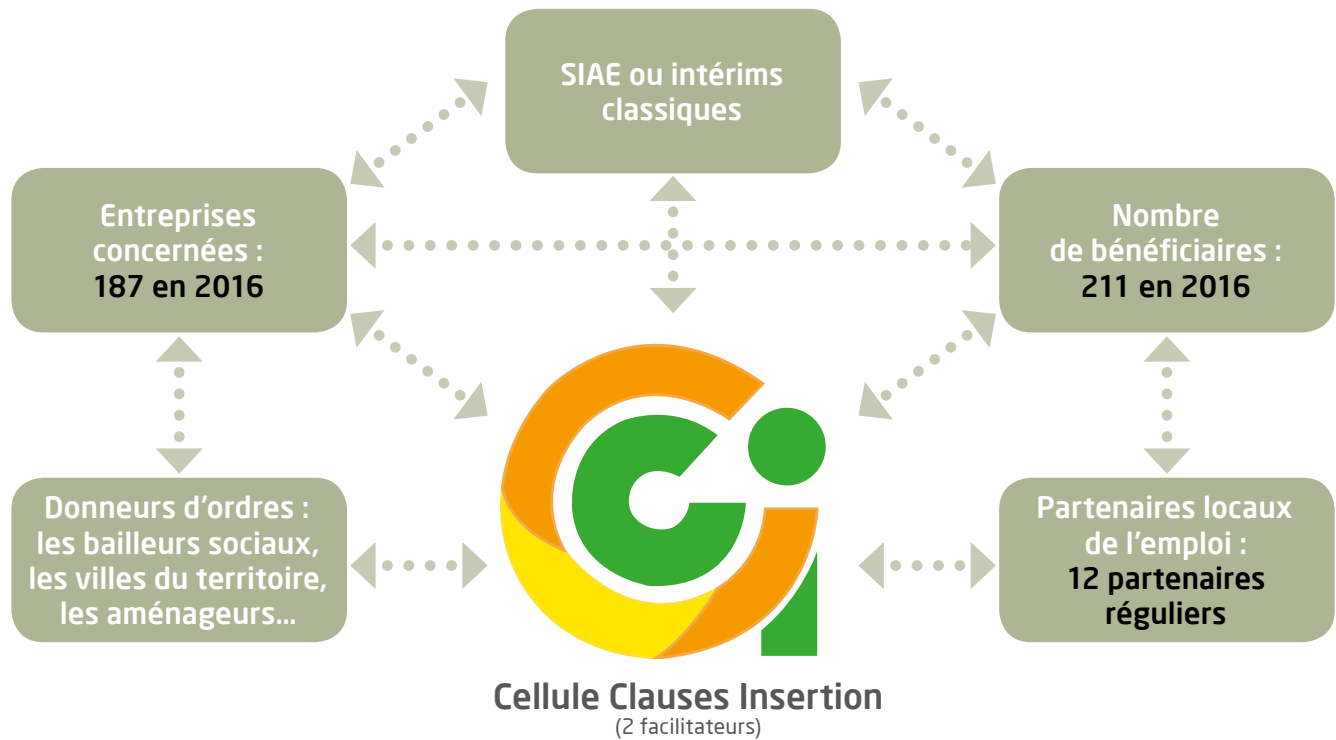 SIAE ou intérims
classiques
Entreprises
concernées :
187 en 2016
Nombre
de bénéficiaires :
211 en 2016
Donneurs d'ordres :
les bailleurs sociaux,
les villes du territoire,
les aménageurs...
Partenaires locaux
de l'emploi :
12 partenaires
réguliers
Cellule Clauses Insertion
(2 facilitateurs)